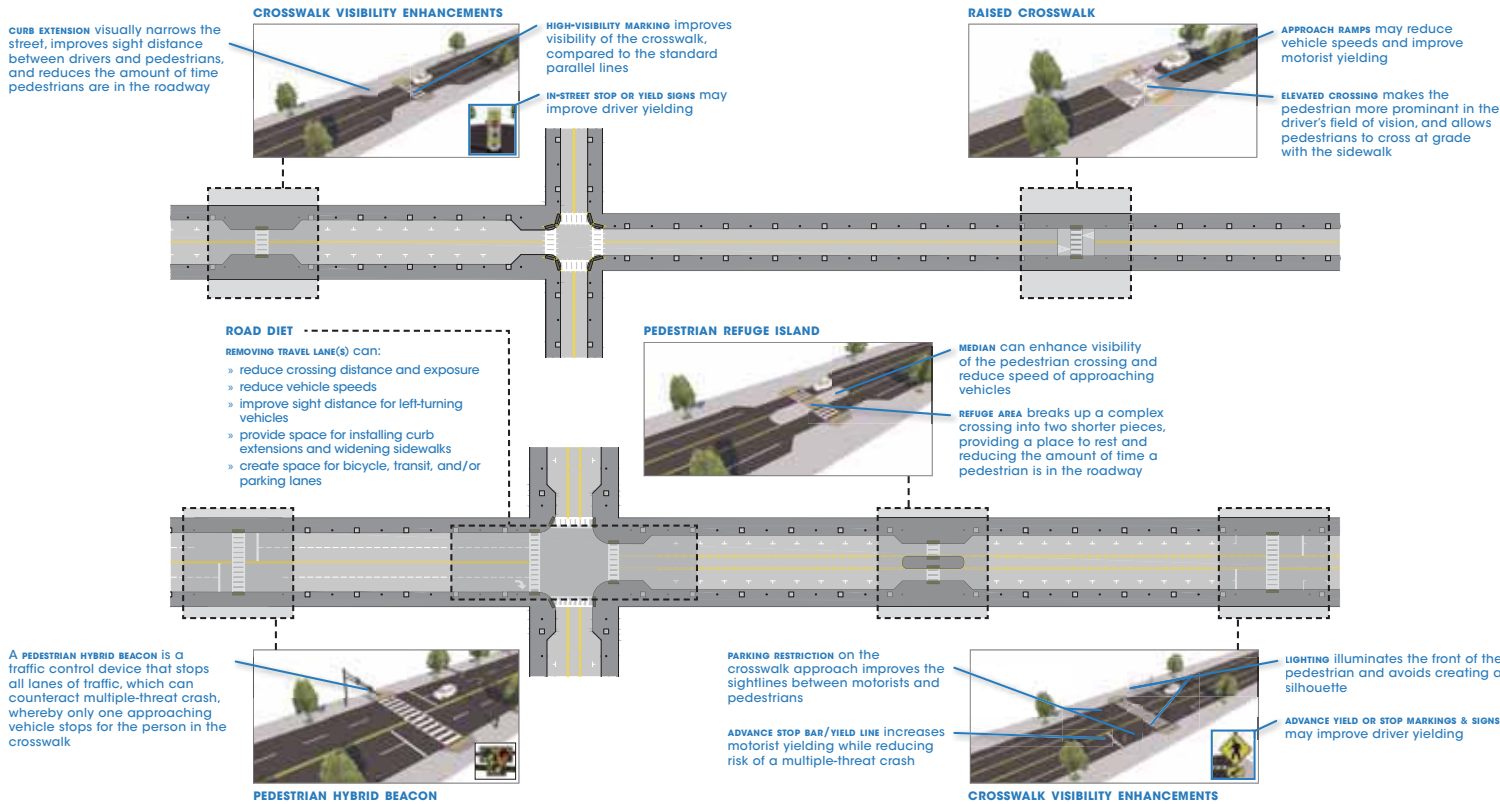 CROSSWALK VISIBILITY ENHANCEMENTS
CURB EXTENSION visually narrows the
street, improves sight distance
between drivers and pedestrians,
and reduces the amount of time
pedestrians are in the roadway
HIGH-VISIBILITY MARKING improves
visibility of the crosswalk,
compared to the standard
parallel lines
IN-STREET STOP OR YIELD SIGNS may
improve driver yielding
RAISED CROSSWALK
APPROACH RAMPS may reduce
vehicle speeds and improve
motorist yielding
ELEVATED CROSSING makes the
pedestrian more prominent in the
driver's field of vision, and allows
pedestrians to cross at grade
with the sidewalk
ROAD DIET
REMOVING TRAVEL LANE(S) can:
» reduce crossing distance and exposure
» reduce vehicle speeds
» improve sight distance for left-turning
vehicles
» provide space for installing curb
extensions and widening sidewalks
» create space for bicycle, transit, and/or
parking lanes
PEDESTRIAN REFUGE ISLAND
MEDIAN can enhance visibility
of the pedestrian crossing and
reduce speed of approaching
vehicles
REFUGE AREA breaks up a complex
crossing into two shorter pieces,
providing a place to rest and
reducing the amount of time a
pedestrian is in the roadway
A PEDESTRIAN HYBRID BEACON is a
traffic control device that stops
all lanes of traffic, which can
counteract multiple-threat crash,
whereby only one approaching
vehicle stops for the person in the
crosswalk
PEDESTRIAN HYBRID BEACON
PARKING RESTRICTION on the
crosswalk approach improves the
sightlines between motorists and
pedestrians
ADVANCE STOP BAR/YIELD LINE increases
motorist yielding while reducing
risk of a multiple-threat crash
LIGHTING illuminates the front of the
pedestrian and avoids creating a
silhouette
ADVANCE YIELD OR STOP MARKINGS & SIGNS
may improve driver yielding
CROSSWALK VISIBILITY ENHANCEMENTS